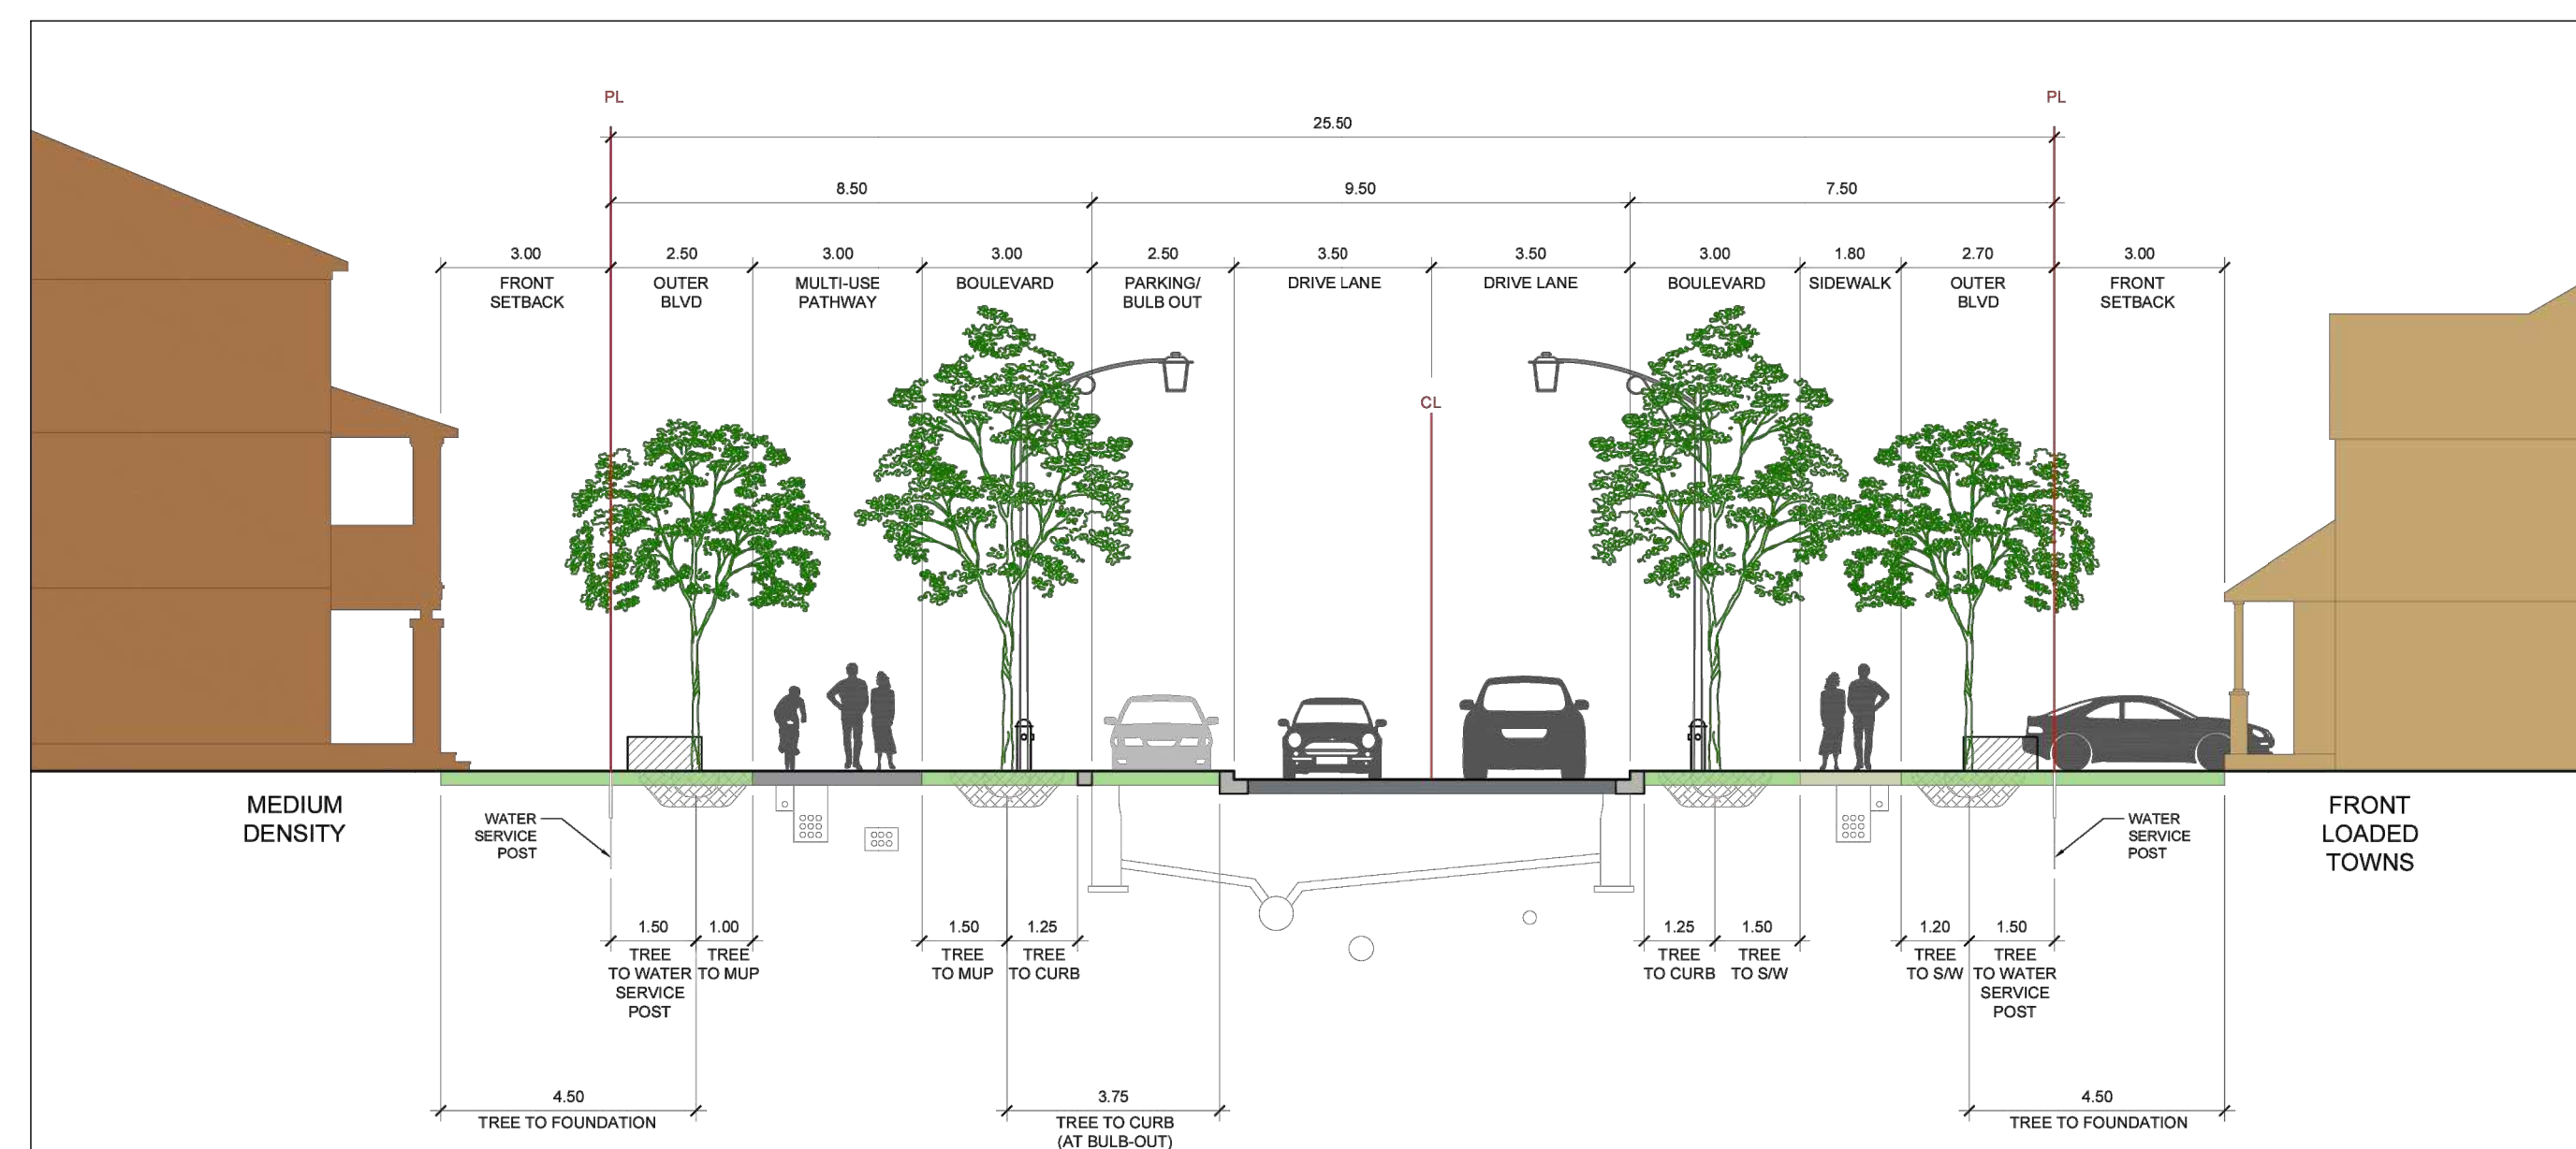 PL
PL
25.50
8.50
9.50
7.50
3.00
2.50
3.00
3.00
2.50
3.50
3.50
3.00
1.80
2.70
3.00
FRONT
SETBACK
OUTER
BLVD
MULTI-USE
PATHWAY
BOULEVARD
PARKING/
BULB OUT
DRIVE LANE
DRIVE LANE
BOULEVARD
SIDEWALK
OUTER
BLVD
FRONT
SETBACK
CL
MEDIUM
DENSITY
WATER
SERVICE
POST
WATER
SERVICE
POST
FRONT
LOADED
TOWNS
1.50
TREE
TO WATER
SERVICE
POST
1.00
TREE
TO MUP
1.50
TREE
TO MUP
1.25
TREE
TO CURB
1.25
TREE
TO CURB
1.50
TREE
TO S/W
1.20
TREE
TO S/W
1.50
TREE
TO WATER
SERVICE
POST
4.50
TREE TO FOUNDATION
3.75
TREE TO CURB
(AT BULB-OUT)
4.50
TREE TO FOUNDATION